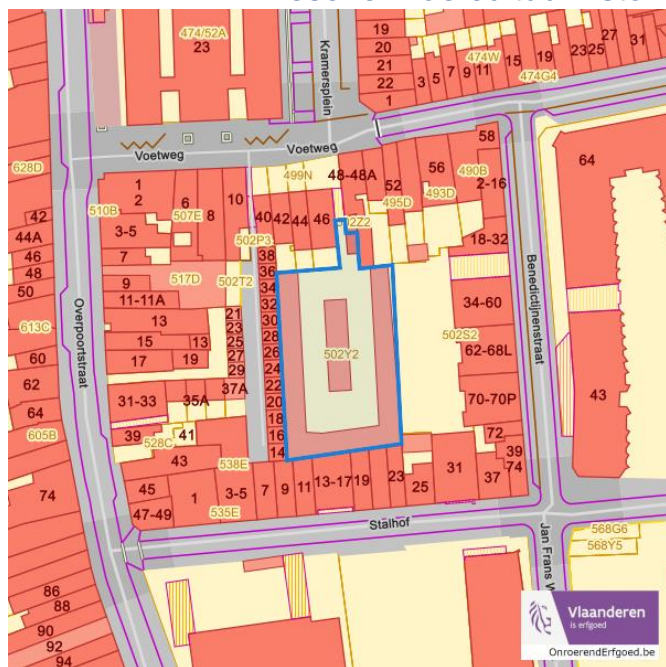 474/52A
23
Kramersplein
19
20
21
22
1
3 5 7 9 11
474W
15
19
474G4
23 25
27
31
Voetweg
Voetweg
58
64
628D
499N
48-48A
52
56
490B
2-16
1
2
6
8
10
507E
510B
495D
493D
42
44A
46
48
50
3-5
7
40 42 44 46
2Z2
18-32
502P3
517D
502T2
9
11-11A
13
15
13
17
19
38
36
34
32
30
28
26
24
22
20
18
16
14
21
23
25
27
29
37A
502Y2
502S2
34-60
62-68L
70-70P
72
39
74
Benedictijnenstraat
43
Overpoortstraat
613C
60
62
64
605B
31-33
35A
39
41
528C
43
538E
74
45
47-49
1
3-5
535E
7 9 11 13-17 19 23
25
31
37
Stalhof
Jan Frans W
568G6
568Y5
86
88
90
92
94
Vlaanderen
is erfgoed
OnroerendErfgoed.be